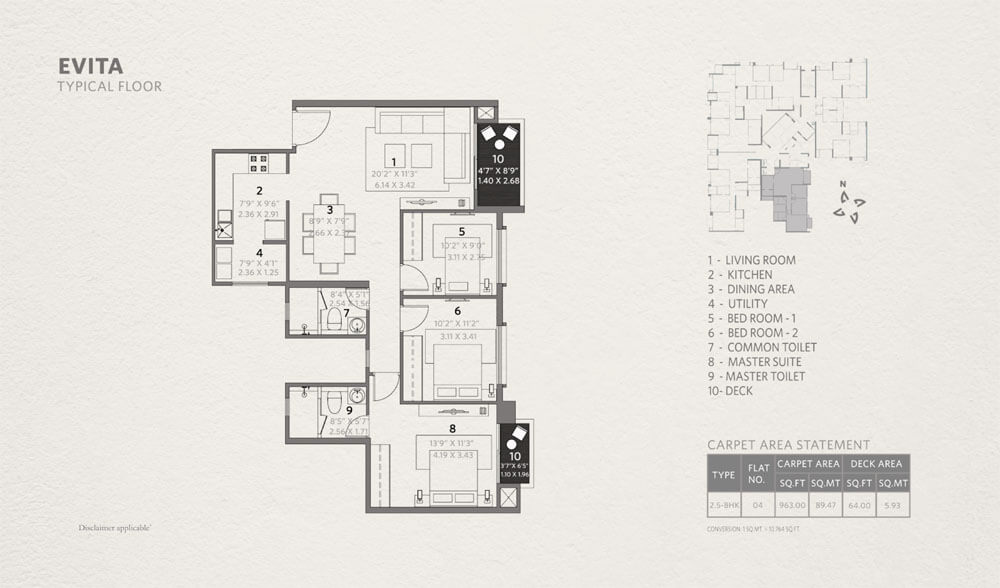 EVITA
TYPICAL FLOOR
1
20'2" X 11'3"
6.14 X 3.42
10
4'7" X 8'9"
1.40 X 2.68
2
7'9" X 9'6"
2.36 X 2.91
3
8'9" X 7'9"
2.66 X
4
7'9" X 4'1"
2.36 X 1.25
5
10'2" X 9'0"
3.11 X
6
10'2" X 11'2"
3.11 X 3.41
8'4" X 5'1"
2.54 X 1.56
7
9
8'5" X 5'7"
2.56 X 1.71
8
13'9" X 11'3"
4.19 X 3.43
10
3'7" X 6'5"
1.10 X 1.96
N
1 - LIVING ROOM
2 - KITCHEN
3 - DINING AREA
4 - UTILITY
5 - BED ROOM - 1
6 - BED ROOM - 2
7 - COMMON TOILET
8 - MASTER SUITE
9 - MASTER TOILET
10- DECK
CARPET AREA STATEMENT
TYPE FLAT NO. CARPET AREA DECK AREA
SQ.FT SQ.MT SQ.FT SQ.MT
2.5-BHK 04 963.00 89.47 64.00 5.93
CONVERSION: 1 SQ.MT. = 10.764 SQ.FT.
Disclaimer applicable*